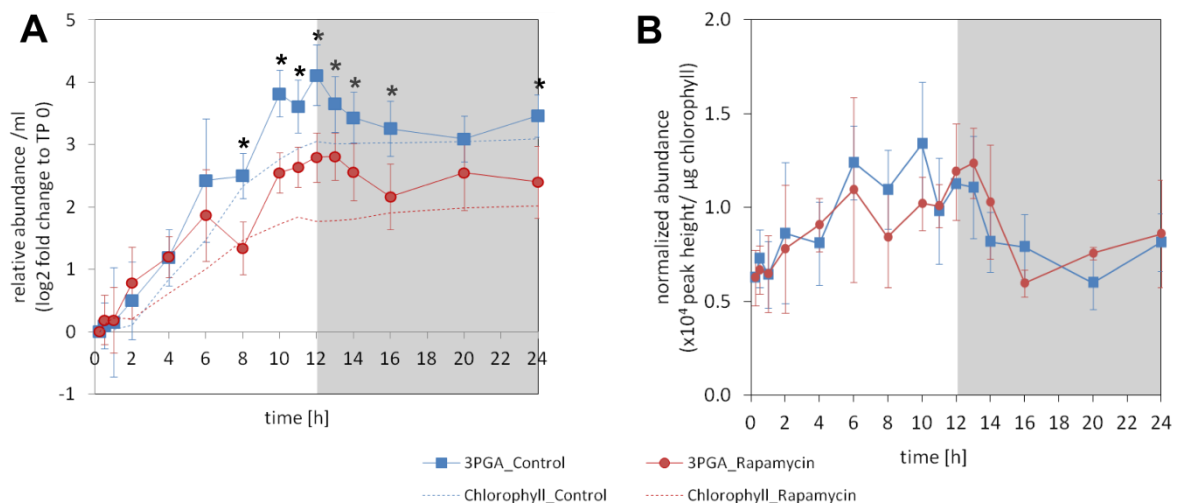 A
relative abundance /ml
(log2 fold change to TP 0)
5
4
3
2
1
0
-1
* * * * * * * *
0 2 4 6 8 10 12 14 16 18 20 22 24
time [h]
B
normalized abundance
(x10⁴ peak height/ µg chlorophyll)
2.0
1.5
1.0
0.5
0.0
0 2 4 6 8 10 12 14 16 18 20 22 24
time [h]
3PGA_Control 3PGA_Rapamycin
Chlorophyll_Control Chlorophyll_Rapamycin